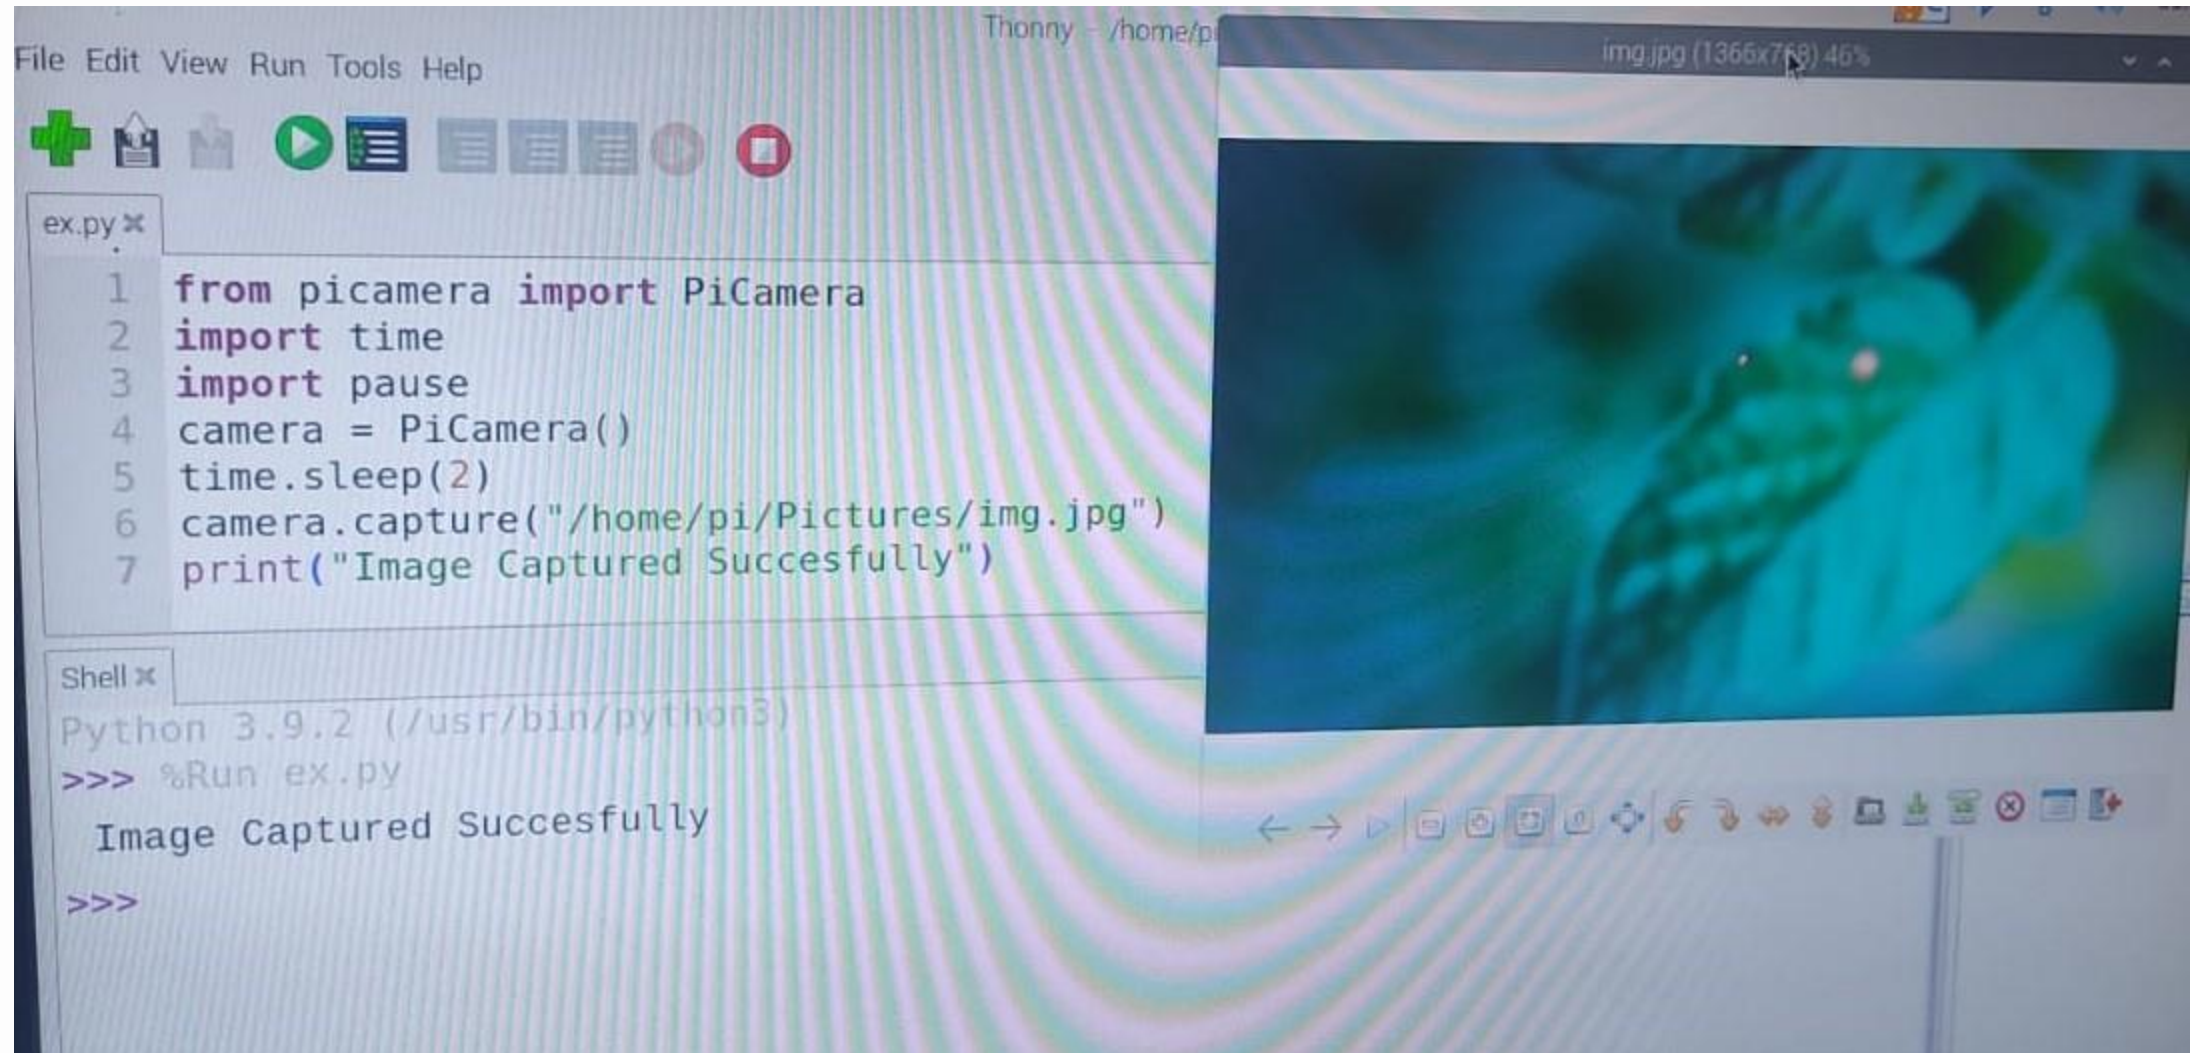 Thonny - /home/pi
img.jpg (1366x768) 46%
File Edit View Run Tools Help
ex.py
1 from picamera import PiCamera
2 import time
3 import pause
4 camera = PiCamera()
5 time.sleep(2)
6 camera.capture("/home/pi/Pictures/img.jpg")
7 print("Image Captured Succesfully")
Shell
Python 3.9.2 (/usr/bin/python3)
>>> %Run ex.py
Image Captured Succesfully
>>>